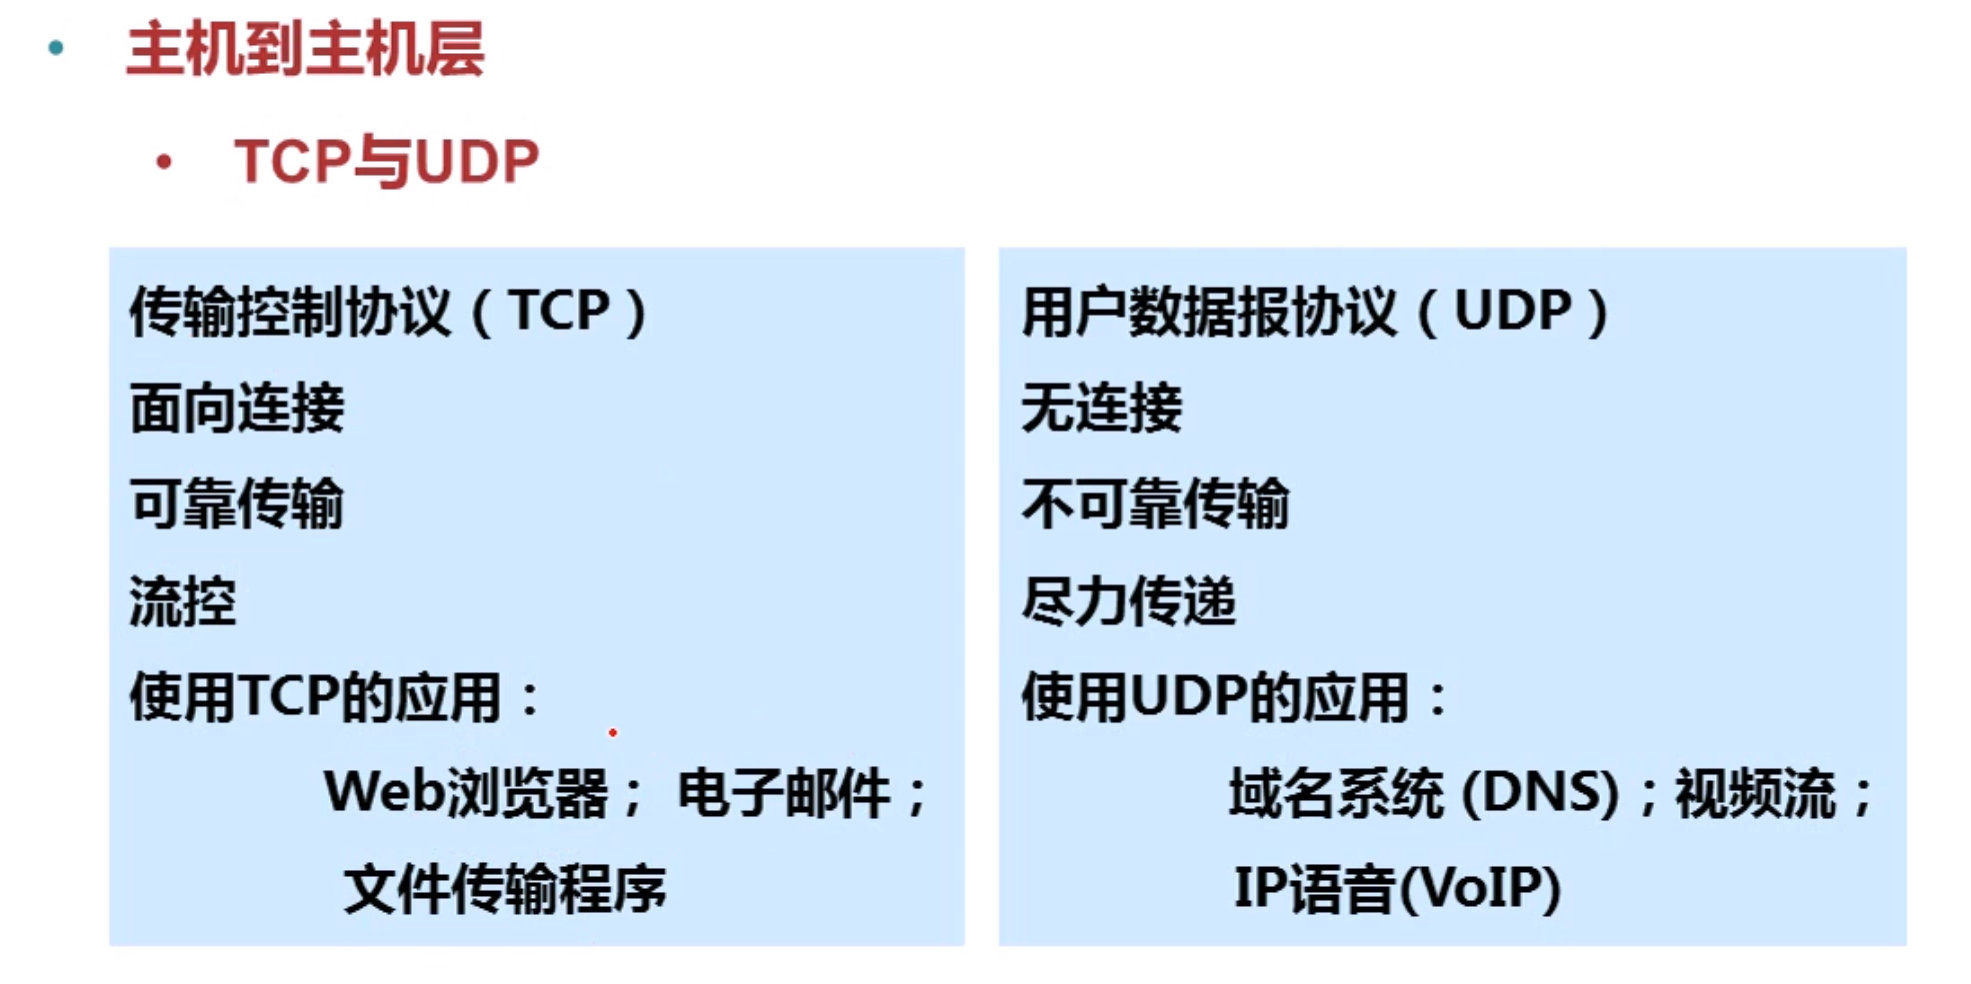 主机到主机层
TCP与UDP
传输控制协议（TCP）
面向连接
可靠传输
流控
使用TCP的应用：
Web浏览器； 电子邮件；
文件传输程序
用户数据报协议（UDP）
无连接
不可靠传输
尽力传递
使用UDP的应用：
域名系统 (DNS)；视频流；
IP语音(VoIP)